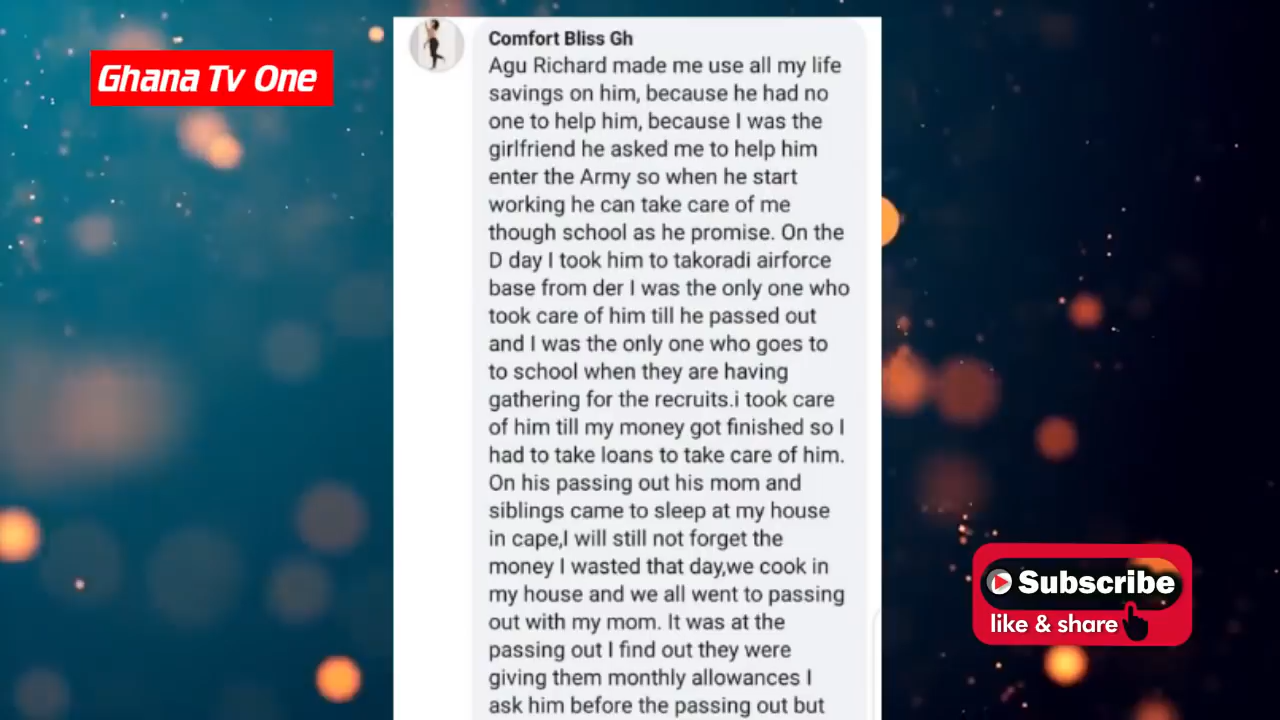 Ghana Tv One
Comfort Bliss Gh
Agu Richard made me use all my life
savings on him, because he had no
one to help him, because I was the
girlfriend he asked me to help him
enter the Army so when he start
working he can take care of me
though school as he promise. On the
D day I took him to takoradi airforce
base from der I was the only one who
took care of him till he passed out
and I was the only one who goes to
to school when they are having
gathering for the recruits.i took care
of him till my money got finished so I
had to take loans to take care of him.
On his passing out his mom and
siblings came to sleep at my house
in cape,I will still not forget the
money I wasted that day,we cook in
my house and we all went to passing
out with my mom. It was at the
passing out I find out they were
giving them monthly allowances I
ask him before the passing out but
Subscribe
like & share